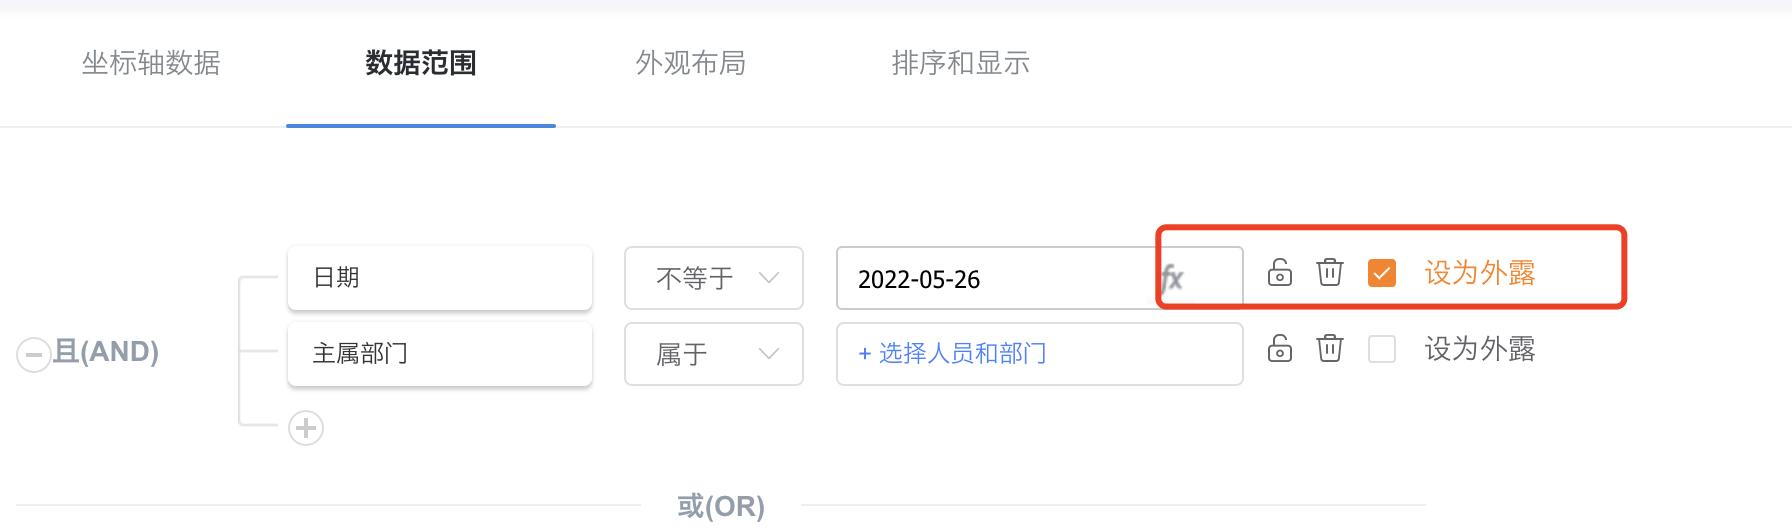 坐标轴数据 数据范围 外观布局 排序和显示
日期 不等于 2022-05-26 fx 设为外露
且(AND) 主属部门 属于 + 选择人员和部门 设为外露
或(OR)